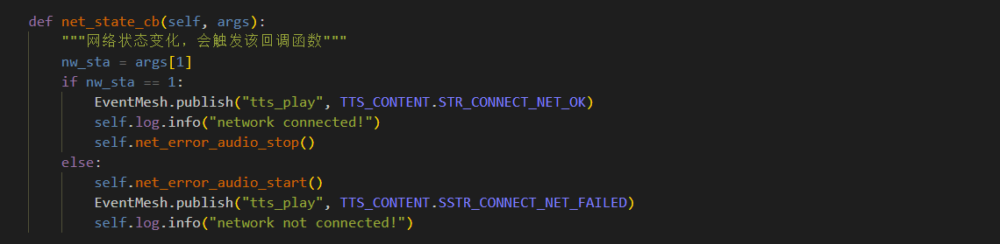 def net_state_cb(self, args):
"""网络状态变化，会触发该回调函数"""
nw_sta = args[1]
if nw_sta == 1:
EventMesh.publish("tts_play", TTS_CONTENT.STR_CONNECT_NET_OK)
self.log.info("network connected!")
self.net_error_audio_stop()
else:
self.net_error_audio_start()
EventMesh.publish("tts_play", TTS_CONTENT.SSTR_CONNECT_NET_FAILED)
self.log.info("network not connected!")